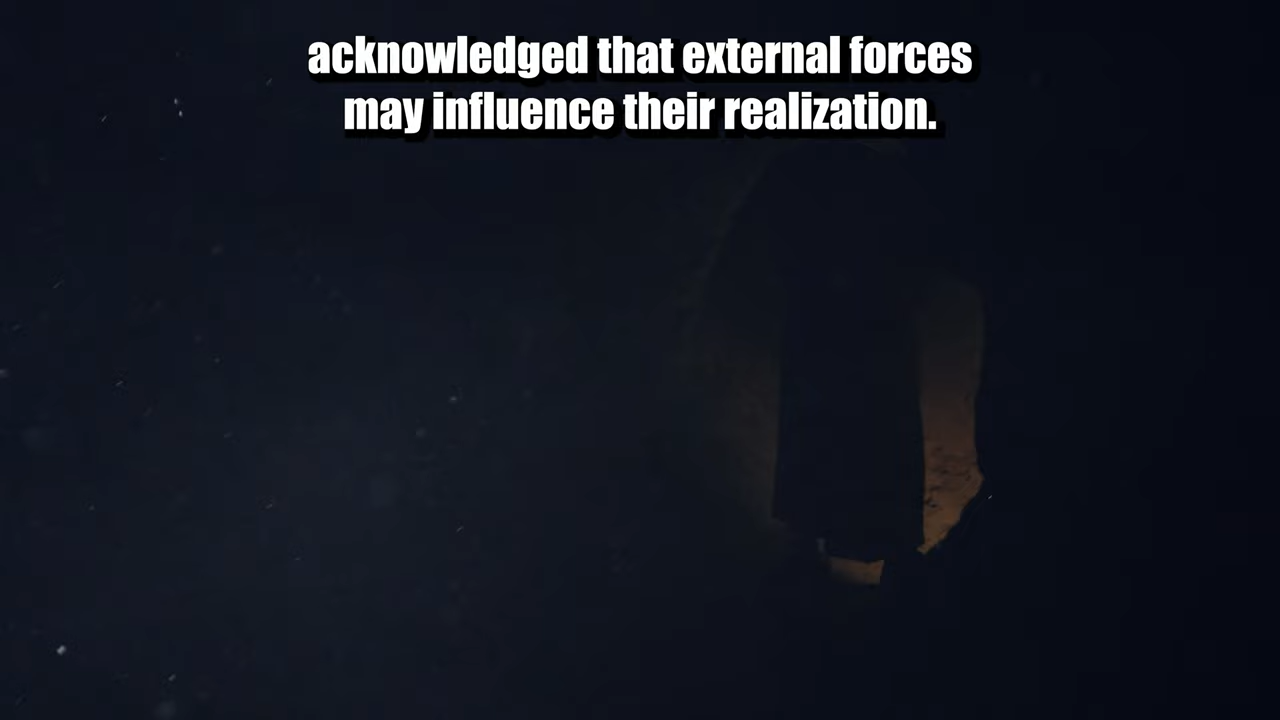 acknowledged that external forces
may influence their realization.